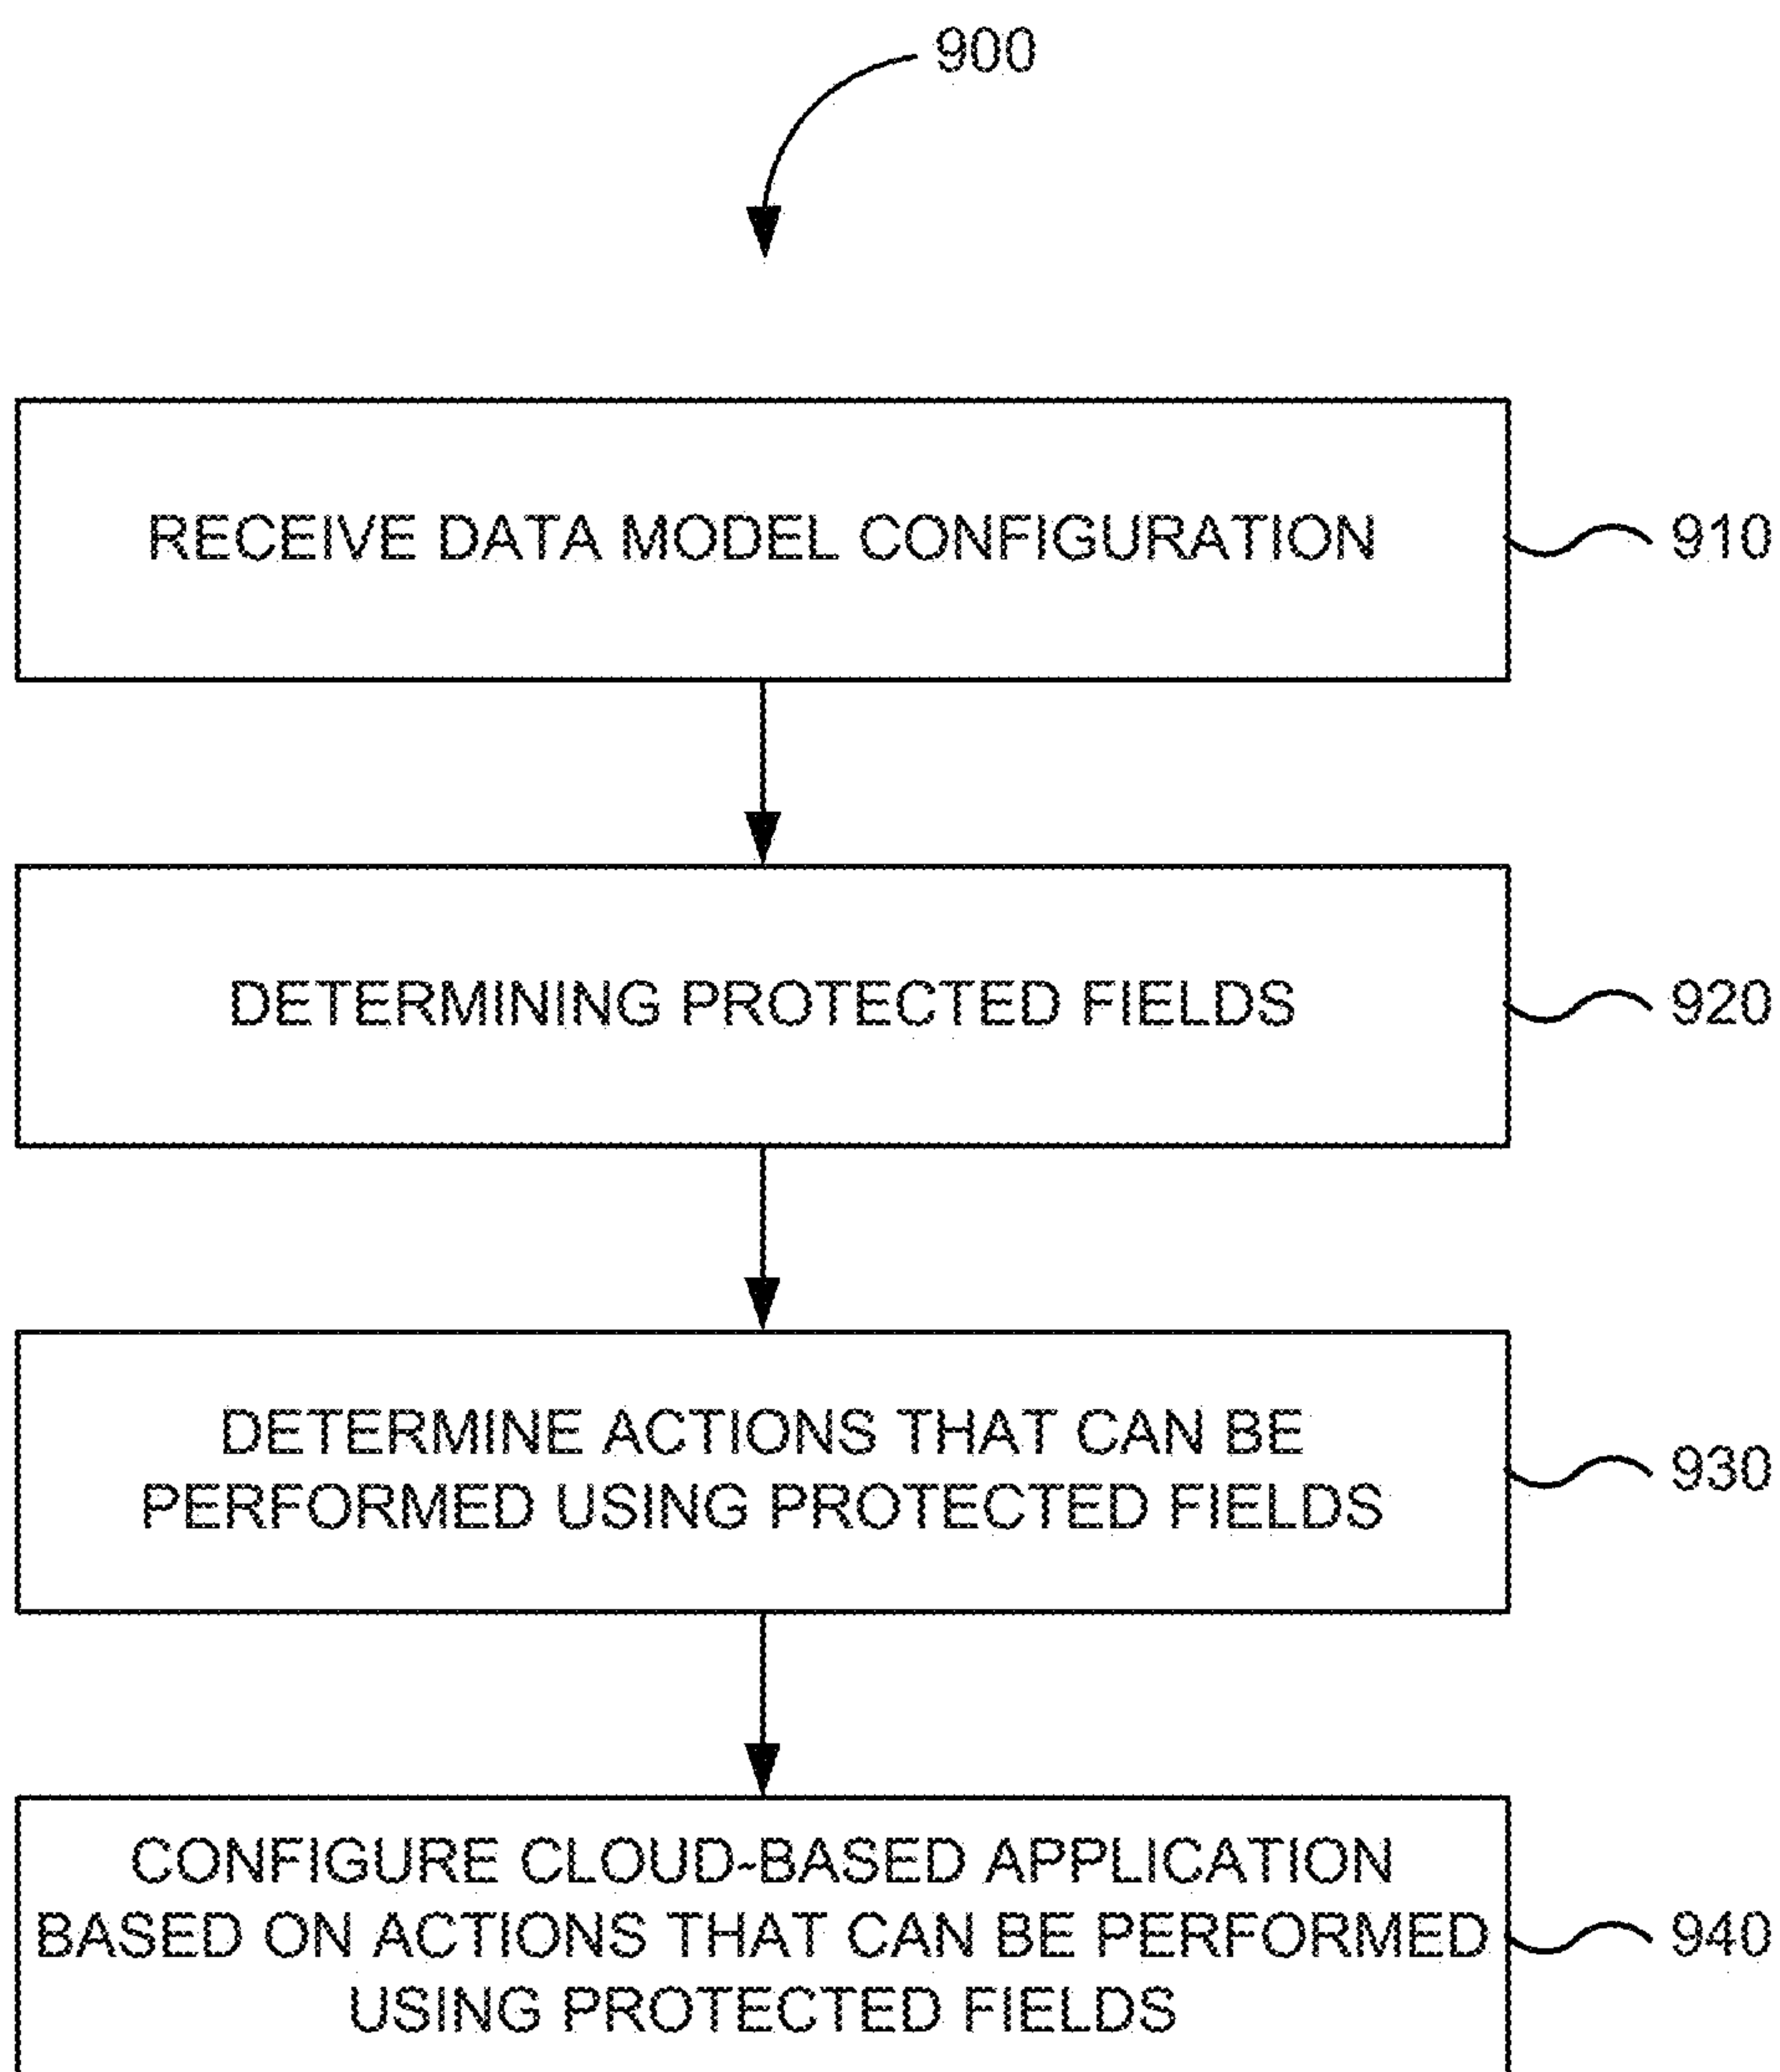 900
RECEIVE DATA MODEL CONFIGURATION
910
DETERMINING PROTECTED FIELDS
920
DETERMINE ACTIONS THAT CAN BE
PERFORMED USING PROTECTED FIELDS
930
CONFIGURE CLOUD-BASED APPLICATION
BASED ON ACTIONS THAT CAN BE PERFORMED
USING PROTECTED FIELDS
940